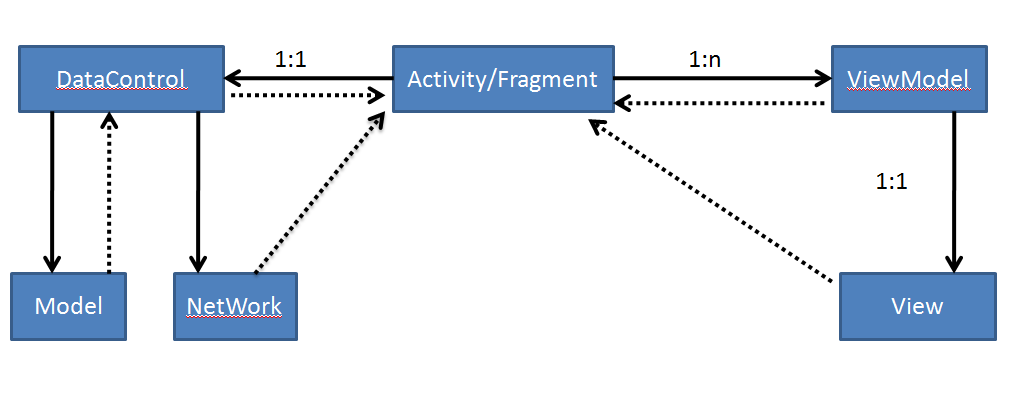 1:1
1:n
DataControl
Activity/Fragment
ViewModel
1:1
Model
NetWork
View